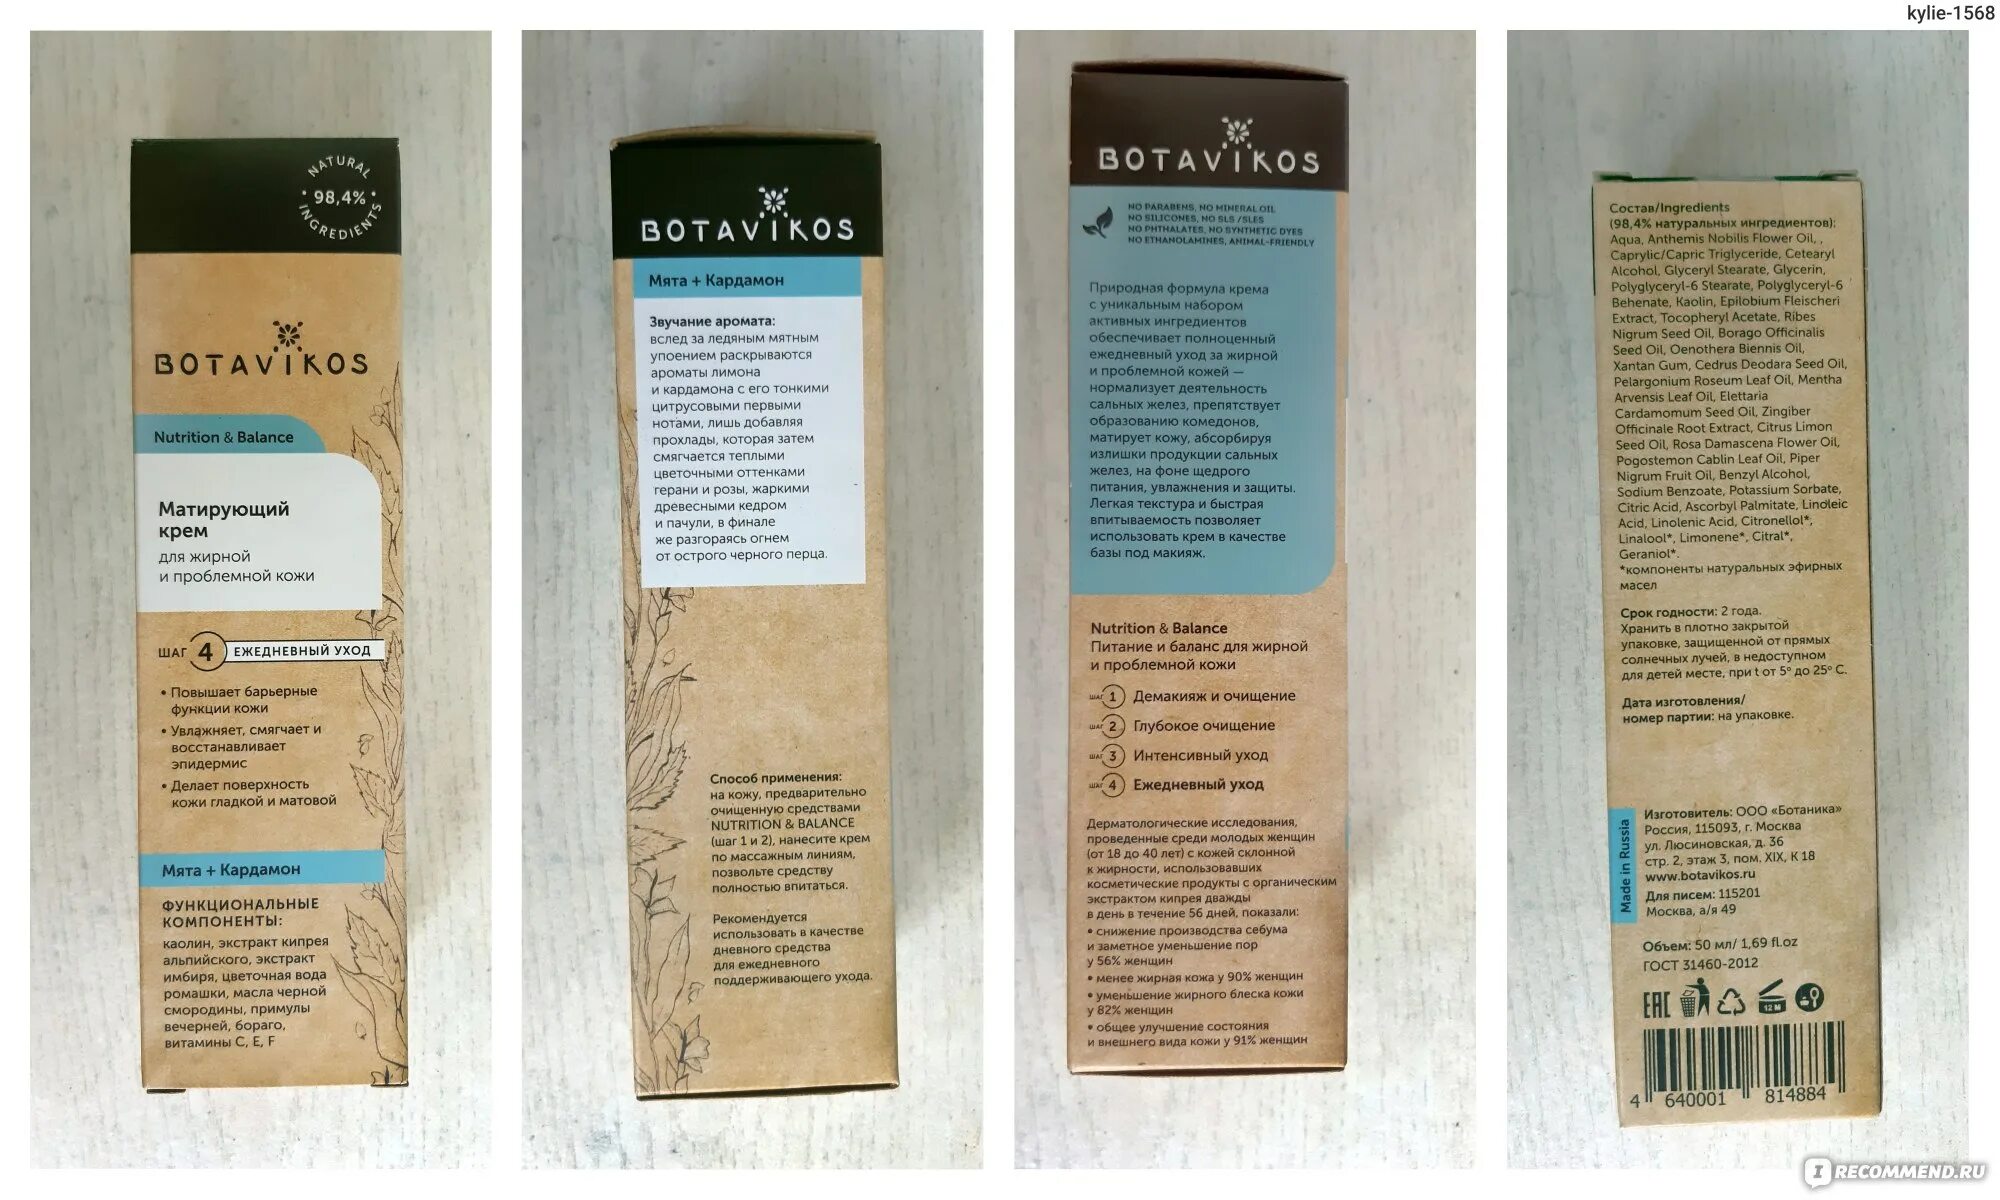 kylie-1568
NATURAL
98,4%
INGREDIENTS
BOTAVIKOS
Nutrition & Balance
Матирующий
крем
для жирной
и проблемной кожи
ШАГ 4 ЕЖЕДНЕВНЫЙ УХОД
• Повышает барьерные
функции кожи
• Увлажняет, смягчает и
восстанавливает
эпидермис
• Делает поверхность
кожи гладкой и матовой
Мята + Кардамон
ФУНКЦИОНАЛЬНЫЕ
КОМПОНЕНТЫ:
каолин, экстракт кипрея
альпийского, экстракт
имбиря, цветочная вода
ромашки, масла черной
смородины, примулы
вечерней, бораго,
витамины С, Е, F
BOTAVIKOS
Мята + Кардамон
Звучание аромата:
вслед за ледяным мятным
упоением раскрываются
ароматы лимона
и кардамона с его тонкими
цитрусовыми первыми
нотами, лишь добавляя
прохлады, которая затем
смягчается теплыми
цветочными оттенками
герани и розы, жаркими
древесными кедром
и пачули, в финале
же разгораясь огнем
от острого черного перца.
Способ применения:
на кожу, предварительно
очищенную средствами
NUTRITION & BALANCE
(шаг 1 и 2), нанесите крем
по массажным линиям,
позвольте средству
полностью впитаться.
Рекомендуется
использовать в качестве
дневного средства
для ежедневного
поддерживающего ухода.
BOTAVIKOS
NO PARABENS, NO MINERAL OIL
NO SILICONES, NO SLS /SLES
NO PHTHALATES, NO SYNTHETIC DYES
NO ETHANOLAMINES, ANIMAL-FRIENDLY
Природная формула крема
с уникальным набором
активных ингредиентов
обеспечивает полноценный
ежедневный уход за жирной
и проблемной кожей —
нормализует деятельность
сальных желез, препятствует
образованию комедонов,
матирует кожу, абсорбируя
излишки продукции сальных
желез, на фоне щедрого
питания, увлажнения и защиты.
Легкая текстура и быстрая
впитываемость позволяет
использовать крем в качестве
базы под макияж.
Nutrition & Balance
Питание и баланс для жирной
и проблемной кожи
ШАГ 1 Демакияж и очищение
ШАГ 2 Глубокое очищение
ШАГ 3 Интенсивный уход
ШАГ 4 Ежедневный уход
Дерматологические исследования,
проведенные среди молодых женщин
(от 18 до 40 лет) с кожей склонной
к жирности, использовавших
косметические продукты с органическим
экстрактом кипрея дважды
в день в течение 56 дней, показали:
• снижение производства себума
и заметное уменьшение пор
у 56% женщин
• менее жирная кожа у 90% женщин
• уменьшение жирного блеска кожи
у 82% женщин
• общее улучшение состояния
и внешнего вида кожи у 91% женщин
Состав/Ingredients
(98,4% натуральных ингредиентов):
Aqua, Anthemis Nobilis Flower Oil, ,
Caprylic/Capric Triglyceride, Cetearyl
Alcohol, Glyceryl Stearate, Glycerin,
Polyglyceryl-6 Stearate, Polyglyceryl-6
Behenate, Kaolin, Epilobium Fleischeri
Extract, Tocopheryl Acetate, Ribes
Nigrum Seed Oil, Borago Officinalis
Seed Oil, Oenothera Biennis Oil,
Xantan Gum, Cedrus Deodara Seed Oil,
Pelargonium Roseum Leaf Oil, Mentha
Arvensis Leaf Oil, Elettaria
Cardamomum Seed Oil, Zingiber
Officinale Root Extract, Citrus Limon
Seed Oil, Rosa Damascena Flower Oil,
Pogostemon Cablin Leaf Oil, Piper
Nigrum Fruit Oil, Benzyl Alcohol,
Sodium Benzoate, Potassium Sorbate,
Citric Acid, Ascorbyl Palmitate, Linoleic
Acid, Linolenic Acid, Citronellol*,
Linalool*, Limonene*, Citral*,
Geraniol*.
*компоненты натуральных эфирных
масел
Срок годности: 2 года.
Хранить в плотно закрытой
упаковке, защищенной от прямых
солнечных лучей, в недоступном
для детей месте, при t от 5° до 25° C.
Дата изготовления/
номер партии: на упаковке.
Made in Russia
Изготовитель: ООО «Ботаника»
Россия, 115093, г. Москва
ул. Люсиновская, д. 36
стр. 2, этаж 3, пом. XIX, К 18
www.botavikos.ru
Для писем: 115201
Москва, а/я 49
Объем: 50 мл/ 1,69 fl.oz
ГОСТ 31460-2012
EAC
12 M
4 640001 814884
IRECOMMEND.RU